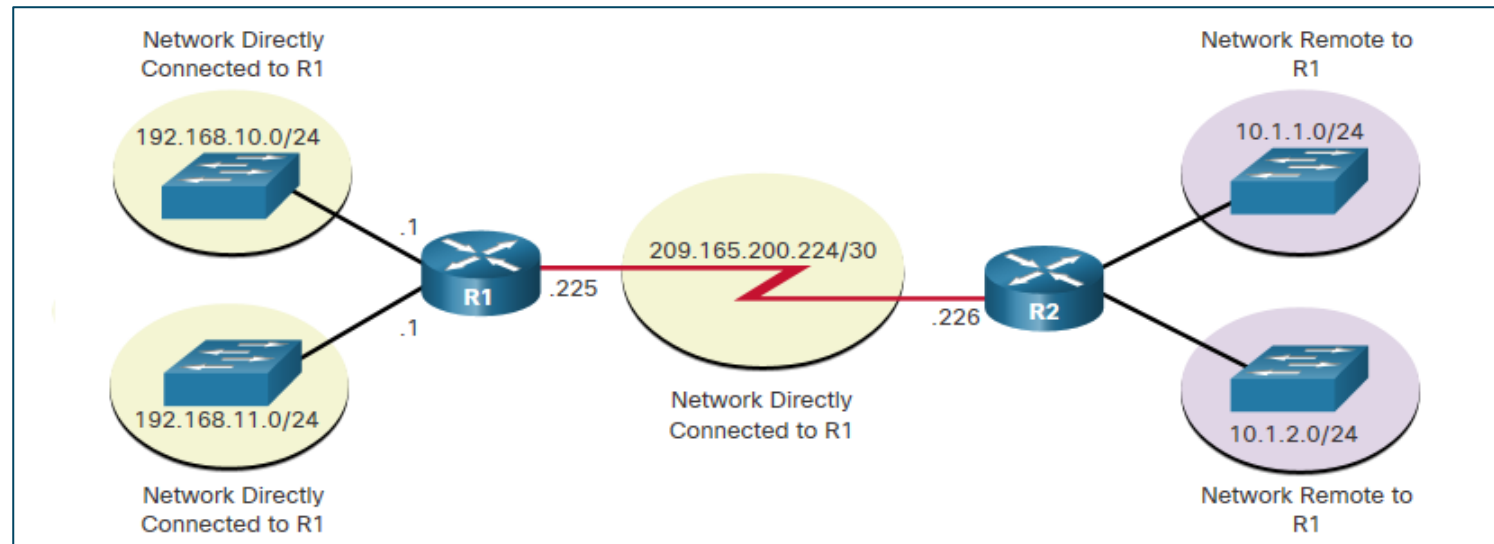 Network Directly
Connected to R1
Network Remote to
R1
192.168.10.0/24
10.1.1.0/24
.1
209.165.200.224/30
R1
.225
R2
.226
.1
192.168.11.0/24
Network Directly
Connected to R1
10.1.2.0/24
Network Directly
Connected to R1
Network Remote to
R1